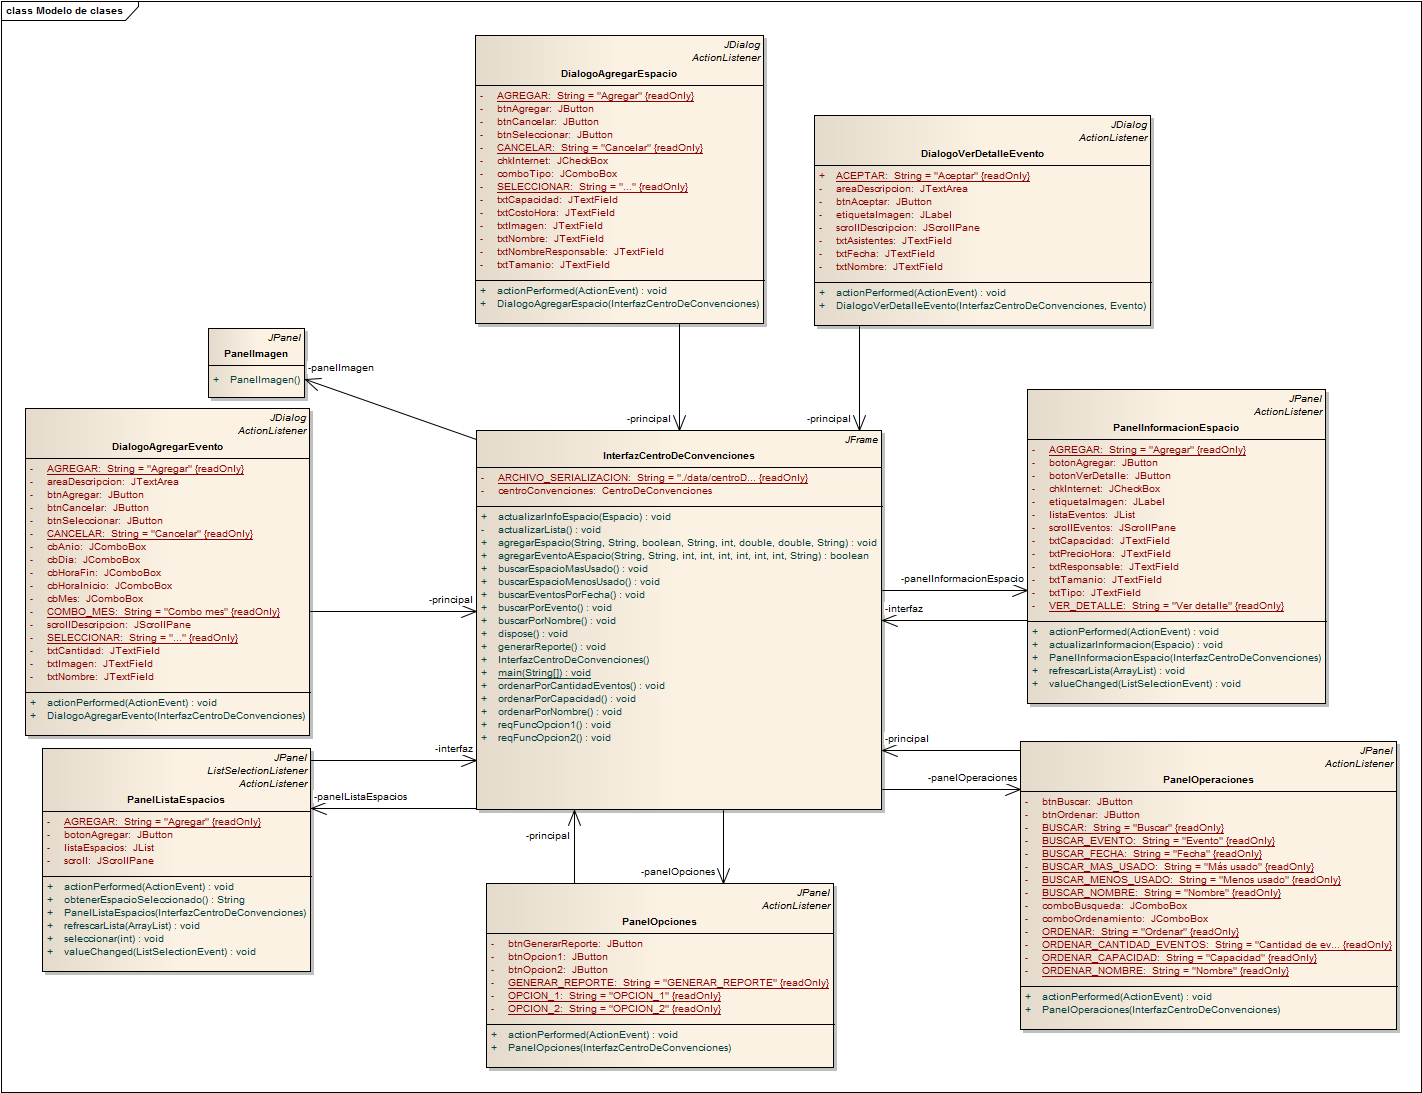 class Modelo de clases
JDialog
ActionListener
DialogoAgregarEspacio
- AGREGAR: String = "Agregar" {readOnly}
- btnAgregar: JButton
- btnCancelar: JButton
- btnSeleccionar: JButton
- CANCELAR: String = "Cancelar" {readOnly}
- chkInternet: JCheckBox
- comboTipo: JComboBox
- SELECCIONAR: String = "..." {readOnly}
- txtCapacidad: JTextField
- txtCostoHora: JTextField
- txtImagen: JTextField
- txtNombre: JTextField
- txtNombreResponsable: JTextField
- txtTamanio: JTextField
+ actionPerformed(ActionEvent) : void
+ DialogoAgregarEspacio(InterfazCentroDeConvenciones)
JDialog
ActionListener
DialogoVerDetalleEvento
+ ACEPTAR: String = "Aceptar" {readOnly}
- areaDescripcion: JTextArea
- btnAceptar: JButton
- etiquetaImagen: JLabel
- scrollDescripcion: JScrollPane
- txtAsistentes: JTextField
- txtFecha: JTextField
- txtNombre: JTextField
+ actionPerformed(ActionEvent) : void
+ DialogoVerDetalleEvento(InterfazCentroDeConvenciones, Evento)
JPanel
PanelImagen
+ PanelImagen()
-panelImagen
-principal
-principal
JDialog
ActionListener
DialogoAgregarEvento
- AGREGAR: String = "Agregar" {readOnly}
- areaDescripcion: JTextArea
- btnAgregar: JButton
- btnCancelar: JButton
- btnSeleccionar: JButton
- CANCELAR: String = "Cancelar" {readOnly}
- cbAnio: JComboBox
- cbDia: JComboBox
- cbHoraFin: JComboBox
- cbHoraInicio: JComboBox
- cbMes: JComboBox
- COMBO_MES: String = "Combo mes" {readOnly}
- scrollDescripcion: JScrollPane
- SELECCIONAR: String = "..." {readOnly}
- txtCantidad: JTextField
- txtImagen: JTextField
- txtNombre: JTextField
+ actionPerformed(ActionEvent) : void
+ DialogoAgregarEvento(InterfazCentroDeConvenciones)
-principal
JFrame
InterfazCentroDeConvenciones
- ARCHIVO_SERIALIZACION: String = "./data/centroD... {readOnly}
- centroConvenciones: CentroDeConvenciones
+ actualizarInfoEspacio(Espacio) : void
- actualizarLista() : void
+ agregarEspacio(String, String, boolean, String, int, double, double, String) : void
+ agregarEventoAEspacio(String, String, int, int, int, int, int, String) : boolean
+ buscarEspacioMasUsado() : void
+ buscarEspacioMenosUsado() : void
+ buscarEventosPorFecha() : void
+ buscarPorEvento() : void
+ buscarPorNombre() : void
+ dispose() : void
+ generarReporte() : void
+ InterfazCentroDeConvenciones()
+ main(String[]) : void
+ ordenarPorCantidadEventos() : void
+ ordenarPorCapacidad() : void
+ ordenarPorNombre() : void
+ reqFuncOpcion1() : void
+ reqFuncOpcion2() : void
-panelInformacionEspacio
-interfaz
JPanel
ActionListener
PanelInformacionEspacio
- AGREGAR: String = "Agregar" {readOnly}
- botonAgregar: JButton
- botonVerDetalle: JButton
- chkInternet: JCheckBox
- etiquetaImagen: JLabel
- listaEventos: JList
- scrollEventos: JScrollPane
- txtCapacidad: JTextField
- txtPrecioHora: JTextField
- txtResponsable: JTextField
- txtTamanio: JTextField
- txtTipo: JTextField
- VER_DETALLE: String = "Ver detalle" {readOnly}
+ actionPerformed(ActionEvent) : void
+ actualizarInformacion(Espacio) : void
+ PanelInformacionEspacio(InterfazCentroDeConvenciones)
+ refrescarLista(ArrayList) : void
+ valueChanged(ListSelectionEvent) : void
-interfaz
-panelListaEspacios
JPanel
ListSelectionListener
ActionListener
PanelListaEspacios
- AGREGAR: String = "Agregar" {readOnly}
- botonAgregar: JButton
- listaEspacios: JList
- scroll: JScrollPane
+ actionPerformed(ActionEvent) : void
+ obtenerEspacioSeleccionado() : String
+ PanelListaEspacios(InterfazCentroDeConvenciones)
+ refrescarLista(ArrayList) : void
+ seleccionar(int) : void
+ valueChanged(ListSelectionEvent) : void
-principal
-panelOpciones
JPanel
ActionListener
PanelOpciones
- btnGenerarReporte: JButton
- btnOpcion1: JButton
- btnOpcion2: JButton
- GENERAR_REPORTE: String = "GENERAR_REPORTE" {readOnly}
- OPCION_1: String = "OPCION_1" {readOnly}
- OPCION_2: String = "OPCION_2" {readOnly}
+ actionPerformed(ActionEvent) : void
+ PanelOpciones(InterfazCentroDeConvenciones)
-principal
-panelOperaciones
JPanel
ActionListener
PanelOperaciones
- btnBuscar: JButton
- btnOrdenar: JButton
- BUSCAR: String = "Buscar" {readOnly}
- BUSCAR_EVENTO: String = "Evento" {readOnly}
- BUSCAR_FECHA: String = "Fecha" {readOnly}
- BUSCAR_MAS_USADO: String = "Más usado" {readOnly}
- BUSCAR_MENOS_USADO: String = "Menos usado" {readOnly}
- BUSCAR_NOMBRE: String = "Nombre" {readOnly}
- comboBusqueda: JComboBox
- comboOrdenamiento: JComboBox
- ORDENAR: String = "Ordenar" {readOnly}
- ORDENAR_CANTIDAD_EVENTOS: String = "Cantidad de ev... {readOnly}
- ORDENAR_CAPACIDAD: String = "Capacidad" {readOnly}
- ORDENAR_NOMBRE: String = "Nombre" {readOnly}
+ actionPerformed(ActionEvent) : void
+ PanelOperaciones(InterfazCentroDeConvenciones)